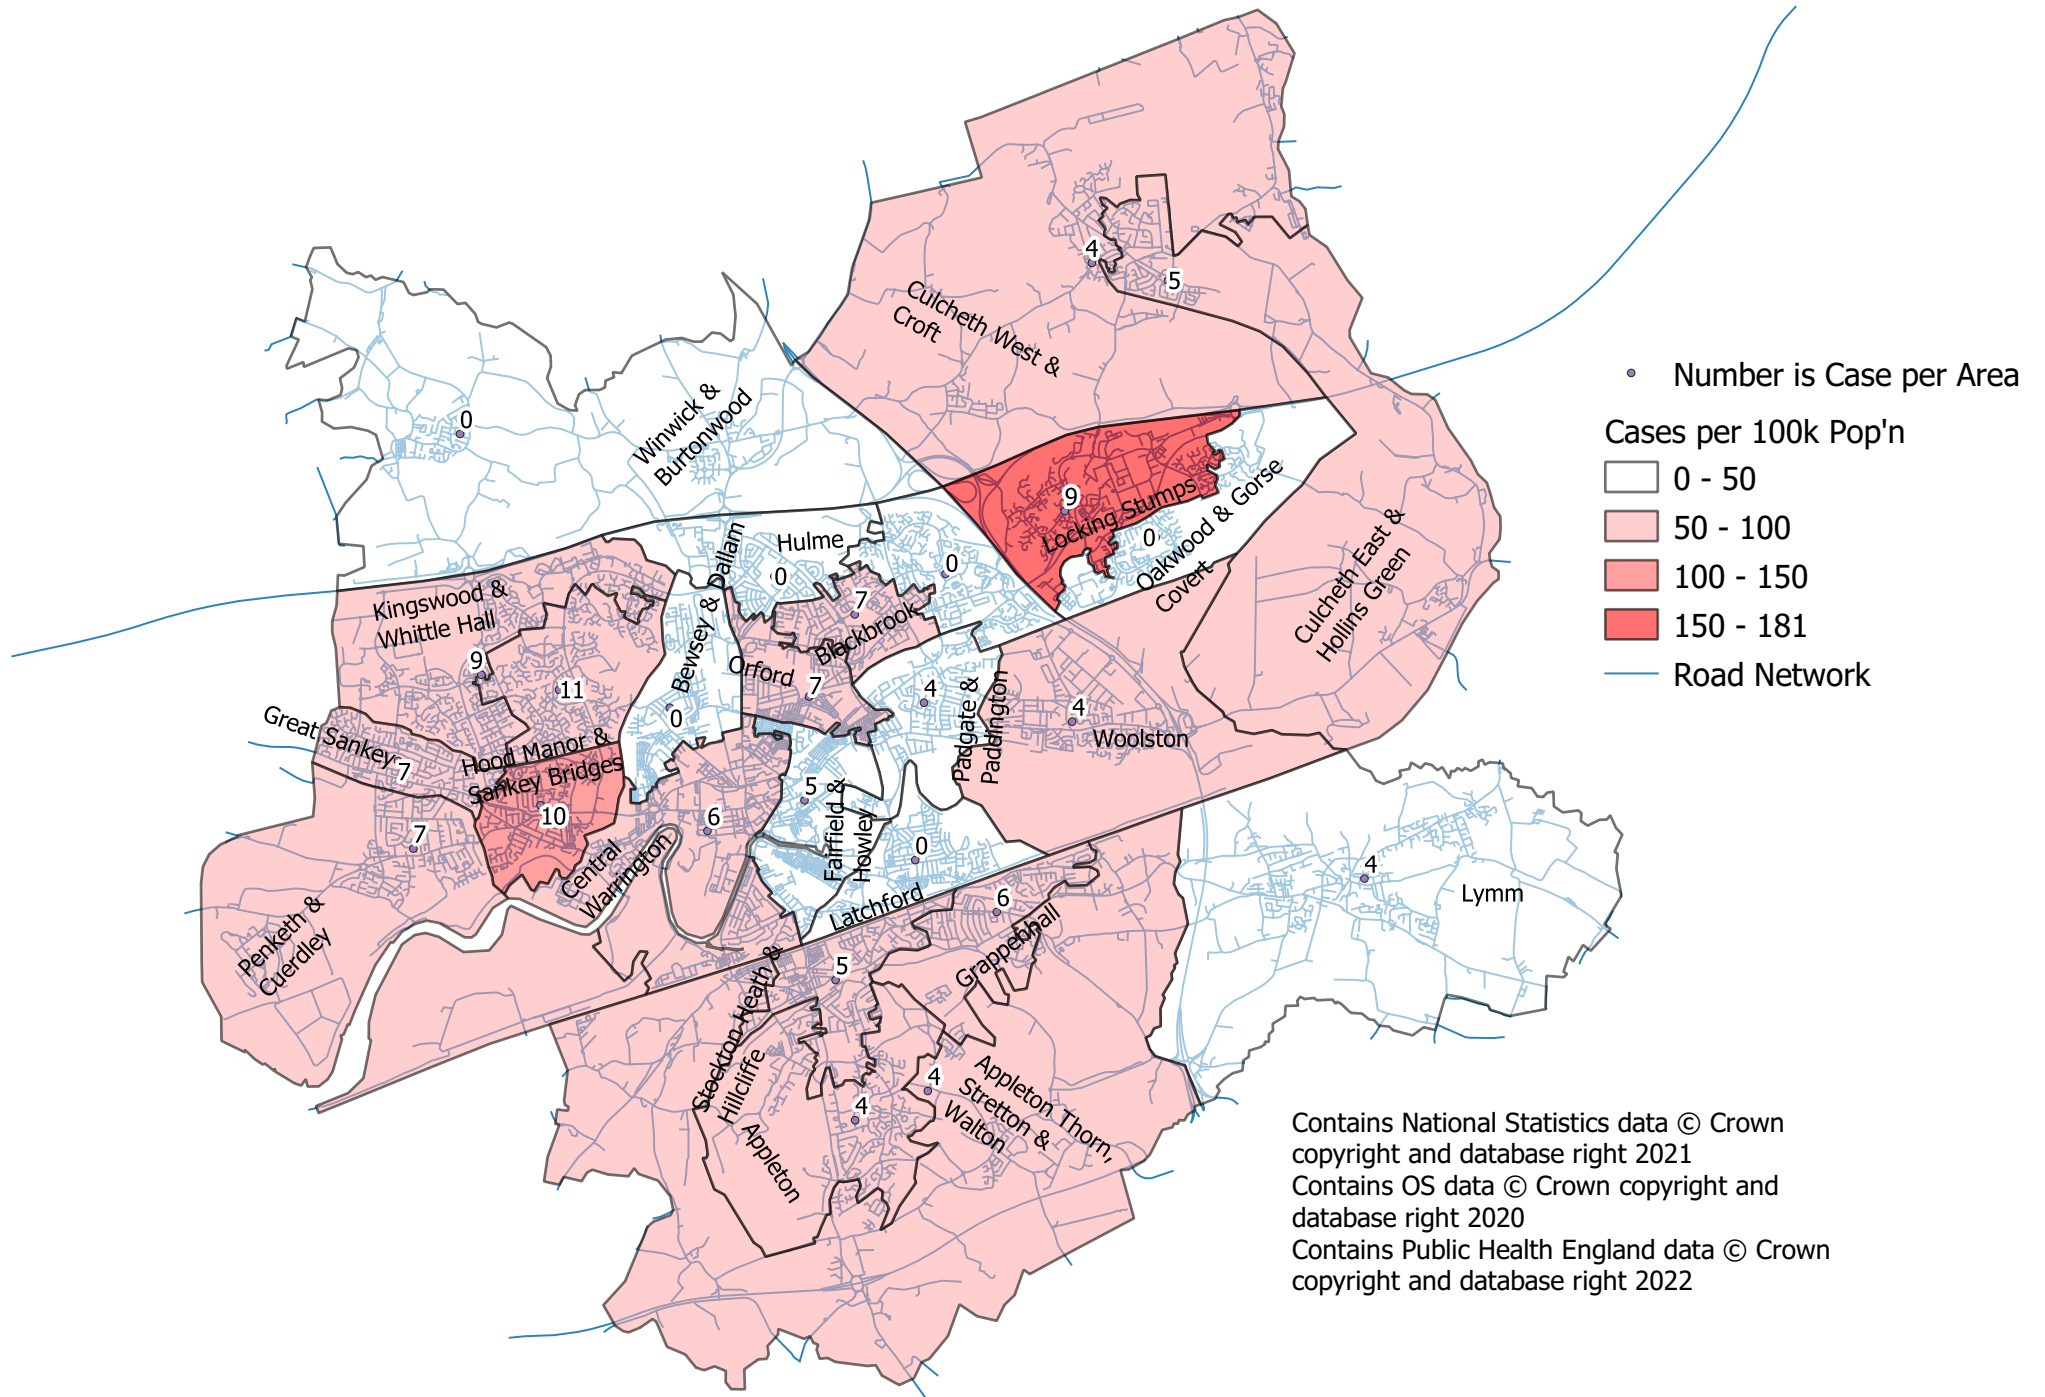 4
5
Culcheth West &
Croft
Number is Case per Area
Cases per 100k Pop'n
0 - 50
50 - 100
100 - 150
150 - 181
Road Network
0
Winwick &
Burtonwood
9
Locking Stumps
0
Oakwood & Gorse
Covert
Culcheth East &
Hollins Green
Hulme
0
0
Kingswood &
Whittle Hall
9
11
Bewsey & Dallam
0
7
Blackbrook
Orford
7
4
Padgate &
Paddington
4
Woolston
Great Sankey
7
Hood Manor &
Sankey Bridges
10
7
Penketh &
Cuerdley
6
Central
Warrington
5
Fairfield &
Howley
0
Latchford
4
Lymm
6
Grappenhall
5
Stockton Heath &
Hillcliffe
4
Appleton
4
Appleton Thorn,
Stretton &
Walton
Contains National Statistics data © Crown
copyright and database right 2021
Contains OS data © Crown copyright and
database right 2020
Contains Public Health England data © Crown
copyright and database right 2022